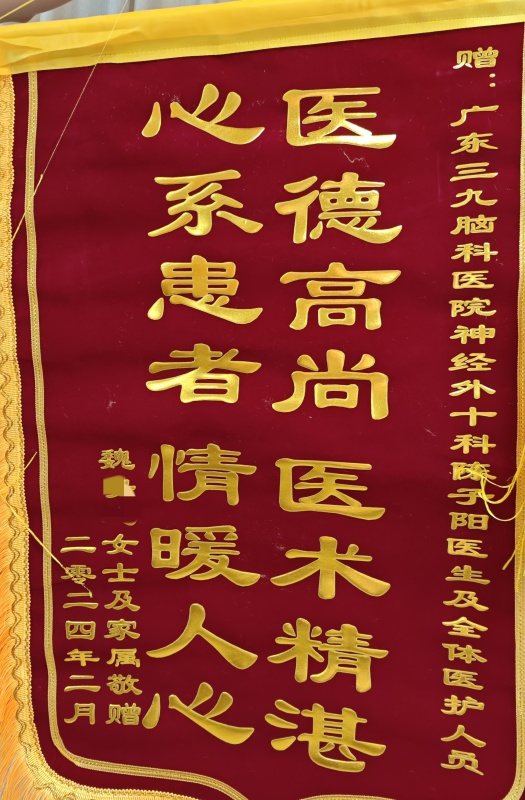 赠：广东三九脑科医院神经外十科陈子阳医生及全体医护人员
医德高尚 医术精湛
心系患者 情暖人心
魏 女士及家属敬赠
二零二四年二月